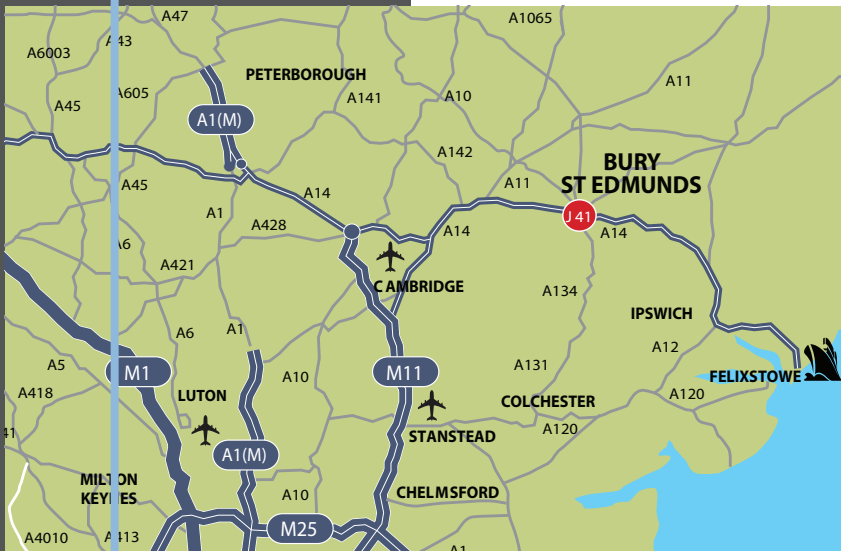 A47
A1065
A43
A6003
PETERBOROUGH
A11
A605
A141
A10
A45
A1(M)
A142
BURY
ST EDMUNDS
A11
A45
A14
A1
A428
J 41
A14
A14
A6
A421
CAMBRIDGE
A134
IPSWICH
A6
A1
A12
A5
M1
A10
M11
A131
FELIXSTOWE
A418
LUTON
COLCHESTER
A120
41
STANSTEAD
A120
A1(M)
MILTON
KEYNES
A10
CHELMSFORD
M25
A4010
A413
A1